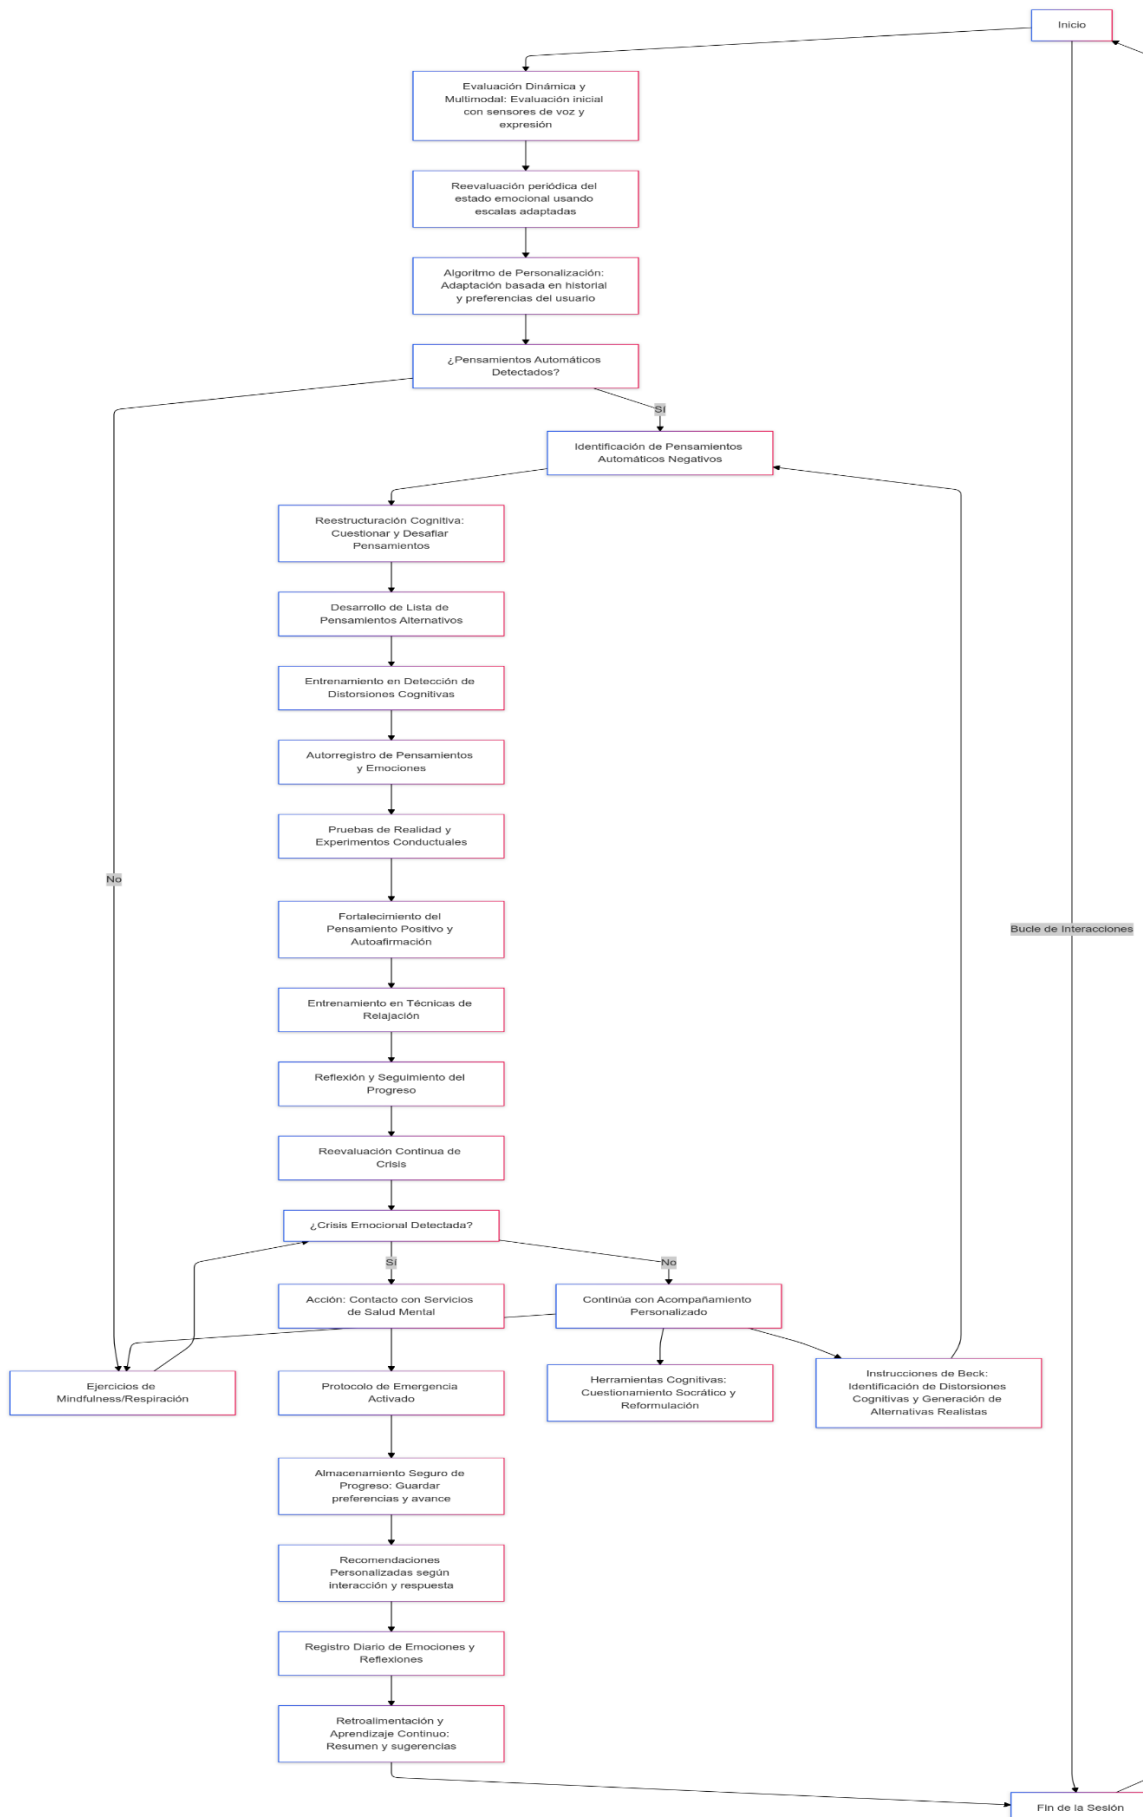 Inicio
Evaluación Dinámica y
Multimodal: Evaluación inicial
con sensores de voz y
expresión
Reevaluación periódica del
estado emocional usando
escalas adaptadas
Algoritmo de Personalización:
Adaptación basada en historial
y preferencias del usuario
¿Pensamientos Automáticos
Detectados?
Sí
Identificación de Pensamientos
Automáticos Negativos
Reestructuración Cognitiva:
Cuestionar y Desafiar
Pensamientos
Desarrollo de Lista de
Pensamientos Alternativos
Entrenamiento en Detección de
Distorsiones Cognitivas
Autorregistro de Pensamientos
y Emociones
Pruebas de Realidad y
Experimentos Conductuales
No
Bucle de Interacciones
Fortalecimiento del
Pensamiento Positivo y
Autoafirmación
Entrenamiento en Técnicas de
Relajación
Reflexión y Seguimiento del
Progreso
Reevaluación Continua de
Crisis
¿Crisis Emocional Detectada?
Sí
No
Acción: Contacto con Servicios
de Salud Mental
Continúa con Acompañamiento
Personalizado
Ejercicios de
Mindfulness/Respiración
Protocolo de Emergencia
Activado
Herramientas Cognitivas:
Cuestionamiento Socrático y
Reformulación
Instrucciones de Beck:
Identificación de Distorsiones
Cognitivas y Generación de
Alternativas Realistas
Almacenamiento Seguro de
Progreso: Guardar
preferencias y avance
Recomendaciones
Personalizadas según
interacción y respuesta
Registro Diario de Emociones y
Reflexiones
Retroalimentación y
Aprendizaje Continuo:
Resumen y sugerencias
Fin de la Sesión